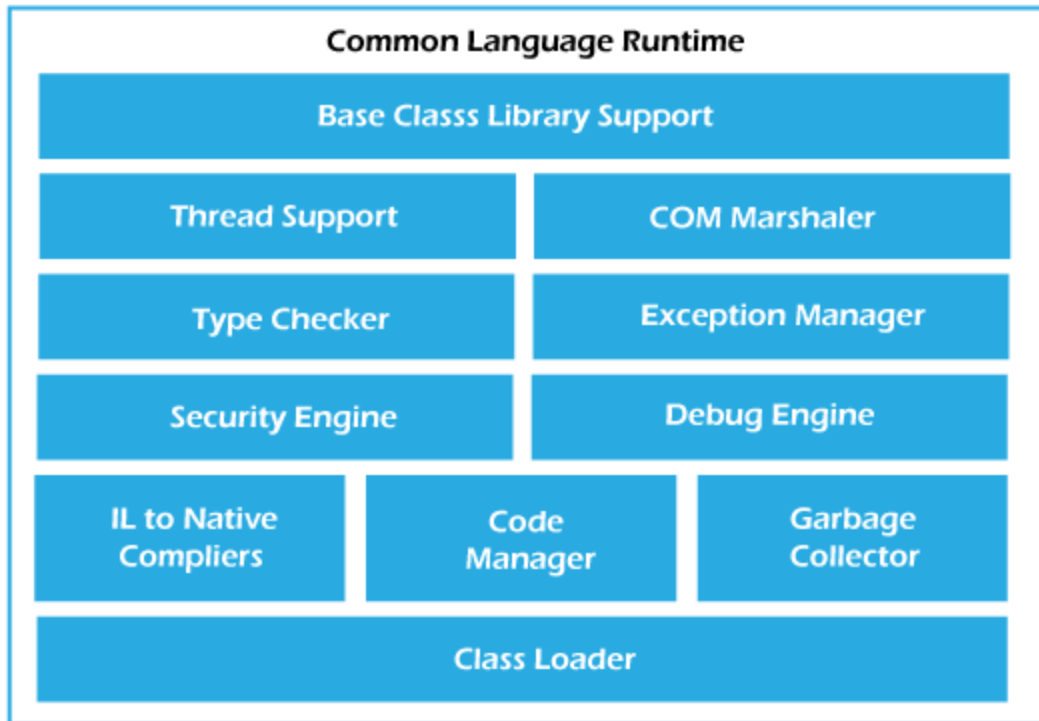 Common Language Runtime
Base Classs Library Support
Thread Support
COM Marshaler
Type Checker
Exception Manager
Security Engine
Debug Engine
IL to Native
Compliers
Code
Manager
Garbage
Collector
Class Loader